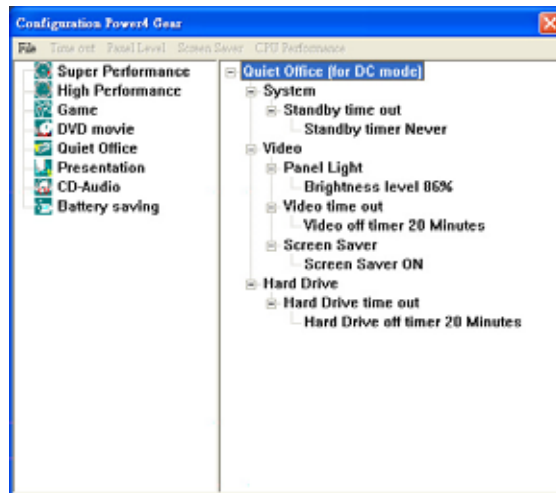 Configuration Power4 Gear
File Time out Panel Level Screen Saver CPU Performance
Super Performance
High Performance
Game
DVD movie
Quiet Office
Presentation
CD-Audio
Battery saving
Quiet Office (for DC mode)
System
Standby time out
Standby timer Never
Video
Panel Light
Brightness level 86%
Video time out
Video off timer 20 Minutes
Screen Saver
Screen Saver ON
Hard Drive
Hard Drive time out
Hard Drive off timer 20 Minutes